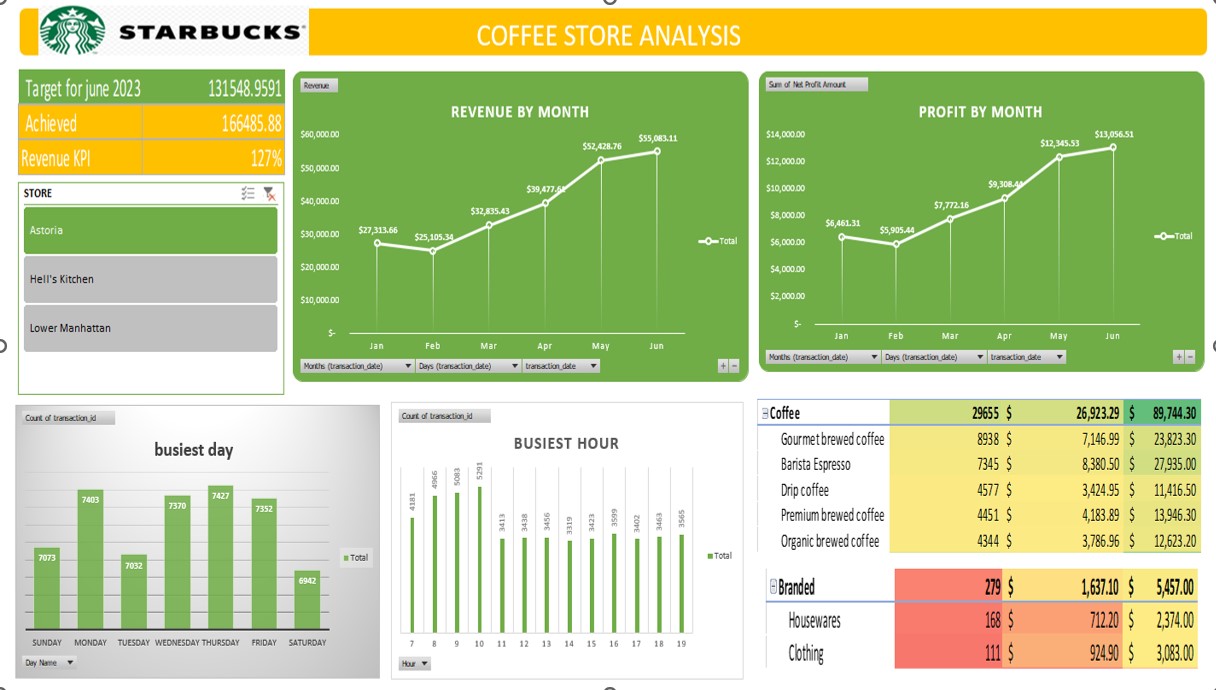 STARBUCKS®
COFFEE STORE ANALYSIS
Target for june 2023 131548.9591
Achieved 166485.88
Revenue KPI 127%
STORE
Astoria
Hell's Kitchen
Lower Manhattan
Revenue
REVENUE BY MONTH
$60,000.00
$50,000.00
$40,000.00
$30,000.00
$20,000.00
$10,000.00
$-
$27,313.66 $25,105.34 $32,835.43 $39,477.61 $52,428.76 $55,083.11
Total
Jan Feb Mar Apr May Jun
Months (transaction_date) Days (transaction_date) transaction_date + -
Sum of Net Profit Amount
PROFIT BY MONTH
$14,000.00
$12,000.00
$10,000.00
$8,000.00
$6,000.00
$4,000.00
$2,000.00
$-
$6,461.31 $5,905.44 $7,772.16 $9,308.44 $12,345.53 $13,056.51
Total
Jan Feb Mar Apr May Jun
Months (transaction_date) Days (transaction_date) transaction_date + -
Count of transaction_id
busiest day
7073 7403 7032 7370 7427 7352 6942
Total
SUNDAY MONDAY TUESDAY WEDNESDAY THURSDAY FRIDAY SATURDAY
Day Name
Count of transaction_id
BUSIEST HOUR
4181 4966 5083 5291 3413 3438 3456 3319 3423 3599 3402 3463 3565
Total
7 8 9 10 11 12 13 14 15 16 17 18 19
Hour
Coffee 29655 $ 26,923.29 $ 89,744.30
Gourmet brewed coffee 8938 $ 7,146.99 $ 23,823.30
Barista Espresso 7345 $ 8,380.50 $ 27,935.00
Drip coffee 4577 $ 3,424.95 $ 11,416.50
Premium brewed coffee 4451 $ 4,183.89 $ 13,946.30
Organic brewed coffee 4344 $ 3,786.96 $ 12,623.20
Branded 279 $ 1,637.10 $ 5,457.00
Housewares 168 $ 712.20 $ 2,374.00
Clothing 111 $ 924.90 $ 3,083.00